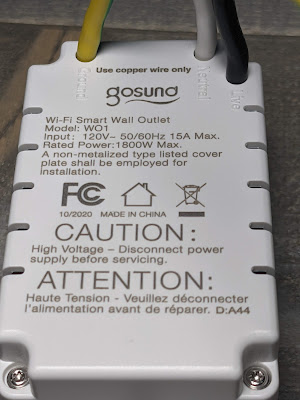 Use copper wire only
Ground
Neutral
Live
gosund
Wi-Fi Smart Wall Outlet
Model: WO1
Input: 120V~ 50/60Hz 15A Max.
Rated Power:1800W Max.
A non-metalized type listed cover
plate shall be employed for
installation.
FC
10/2020 MADE IN CHINA
CAUTION:
High Voltage – Disconnect power
supply before servicing.
ATTENTION:
Haute Tension - Veuillez déconnecter
l'alimentation avant de réparer. D:A44